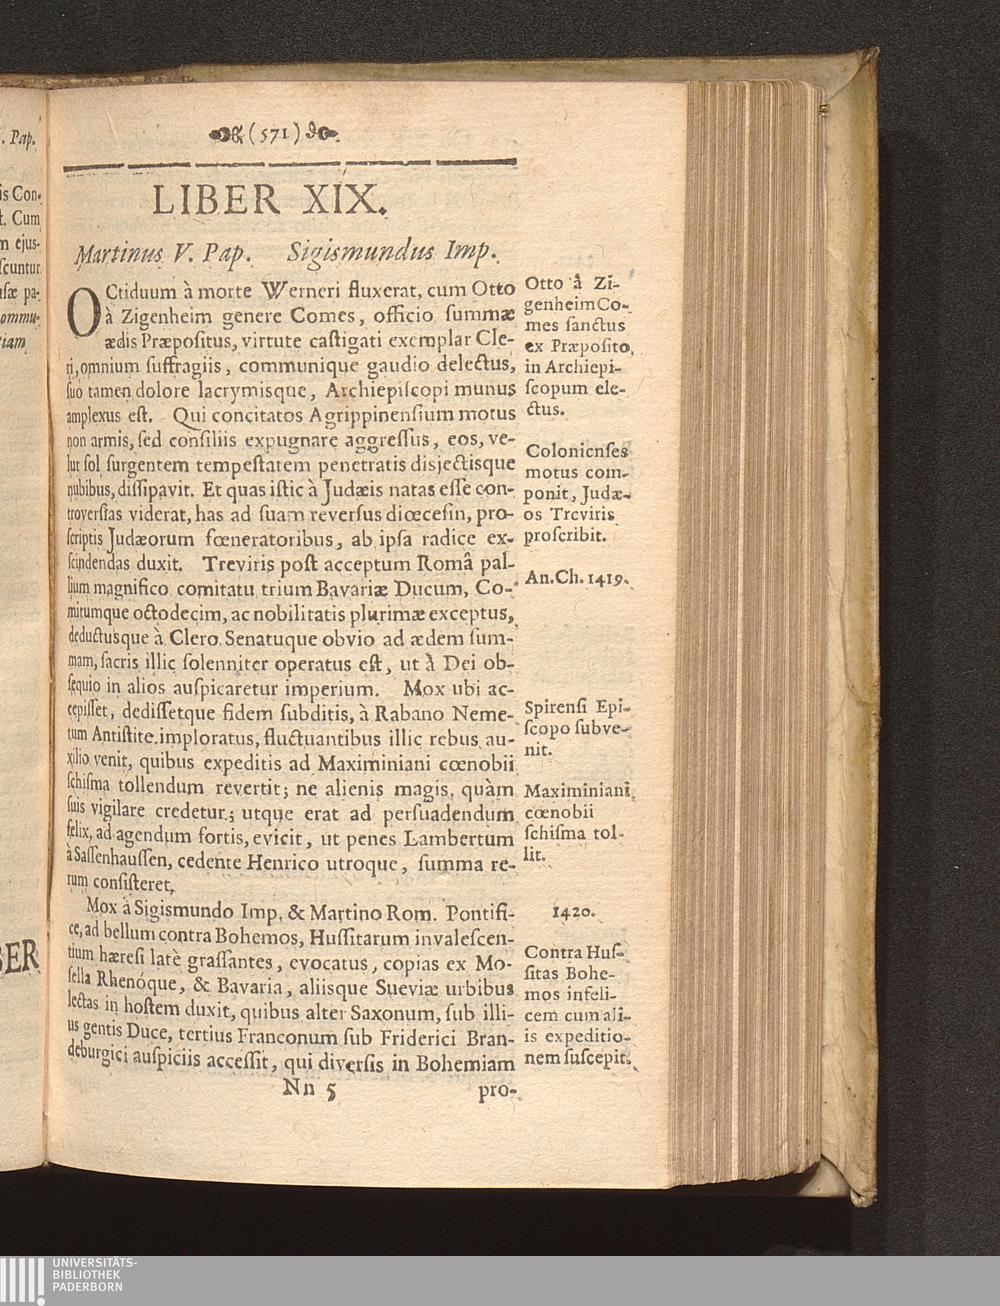 . Pap.
is Con-
t. Cum
m ejus-
scuntur
usæ pa-
ommu-
tiam
BER
(571)
LIBER XIX.
Martinus V. Pap. Sigismundus Imp.
OCtiduum à morte Werneri fluxerat, cum Otto
à Zigenheim genere Comes, officio summæ
ædis Præpositus, virtute castigati exemplar Cle-
ri, omnium suffragiis, communique gaudio delectus,
suo tamen dolore lacrymisque, Archiepiscopi munus
amplexus est. Qui concitatos Agrippinensium motus
non armis, sed consiliis expugnare aggressus, eos, ve-
lut sol surgentem tempestatem penetratis disjectisque
nubibus, dissipavit. Et quas istic à Judæis natas esse con-
troversias viderat, has ad suam reversus diœcesin, pro-
scriptis Judæorum fœneratoribus, ab ipsa radice ex-
scindendas duxit. Treviris post acceptum Româ pal-
lium magnifico comitatu trium Bavariæ Ducum, Co-
mitumque octodecim, ac nobilitatis plurimæ exceptus,
deductusque à Clero Senatuque obvio ad ædem sum-
mam, sacris illic solenniter operatus est, ut à Dei ob-
sequio in alios auspicaretur imperium. Mox ubi ac-
cepisset, dedissetque fidem subditis, à Rabano Neme-
tum Antistite imploratus, fluctuantibus illic rebus au-
xilio venit, quibus expeditis ad Maximiniani cœnobii
schisma tollendum revertit; ne alienis magis, quàm
suis vigilare credetur; utque erat ad persuadendum
felix, ad agendum fortis, evicit, ut penes Lambertum
à Sassenhaussen, cedente Henrico utroque, summa re-
rum consisteret.
Mox à Sigismundo Imp. & Martino Rom. Pontifi-
ce, ad bellum contra Bohemos, Hussitarum invalescen-
tium hæresi latè grassantes, evocatus, copias ex Mo-
sella Rhenóque, & Bavaria, aliisque Sueviæ urbibus
lectas in hostem duxit, quibus alter Saxonum, sub illi-
us gentis Duce, tertius Franconum sub Friderici Bran-
deburgici auspiciis accessit, qui diversis in Bohemiam
Nn 5 pro-
Otto à Zi-
genheim Co-
mes sanctus
ex Præposito,
in Archiepi-
scopum ele-
ctus.
Colonienses
motus com-
ponit, Judæ-
os Treviris
proscribit.
An. Ch. 1419.
Spirensi Epi-
scopo subve-
nit.
Maximiniani
cœnobii
schisma tol-
lit.
1420.
Contra Hus-
sitas Bohe-
mos infeli-
cem cum ali-
is expeditio-
nem suscepit.
UNIVERSITÄTS-
BIBLIOTHEK
PADERBORN